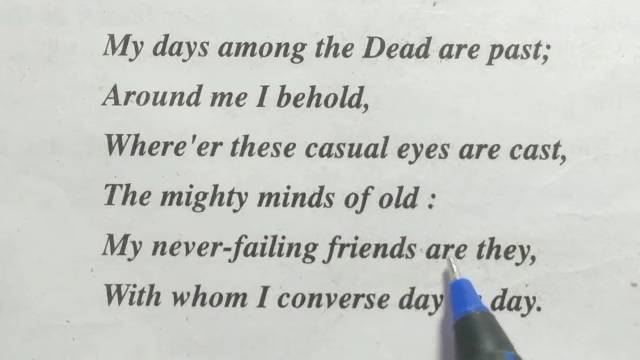 My days among the Dead are past;
Around me I behold,
Where'er these casual eyes are cast,
The mighty minds of old :
My never-failing friends are they,
With whom I converse day day.